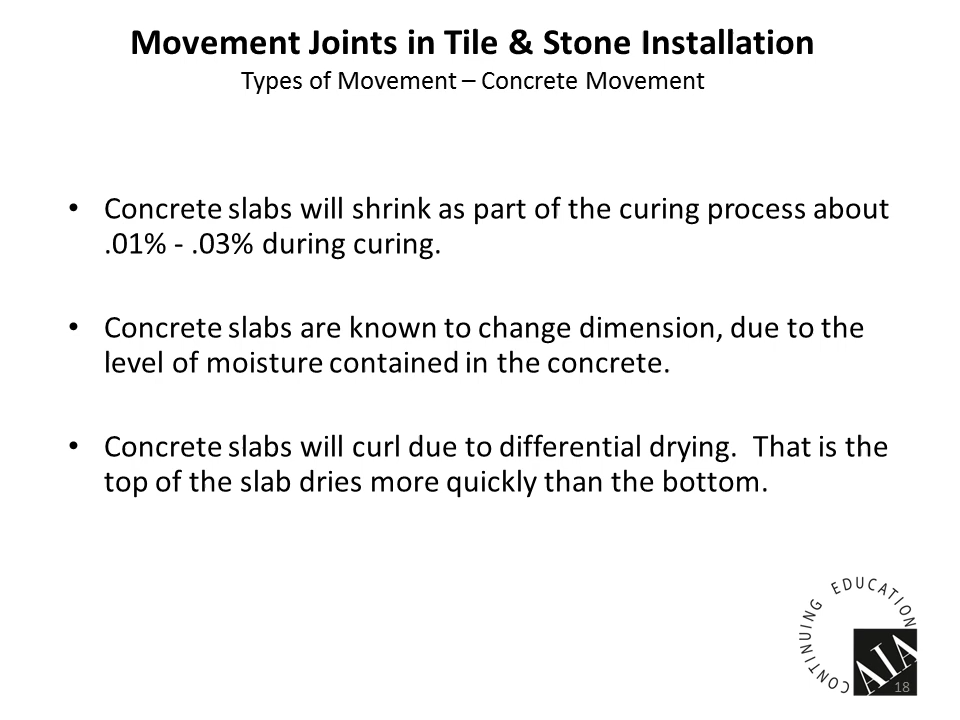 Movement Joints in Tile & Stone Installation
Types of Movement – Concrete Movement
• Concrete slabs will shrink as part of the curing process about
.01% - .03% during curing.
• Concrete slabs are known to change dimension, due to the
level of moisture contained in the concrete.
• Concrete slabs will curl due to differential drying.  That is the
top of the slab dries more quickly than the bottom.
CONTINUING EDUCATION
AIA
18